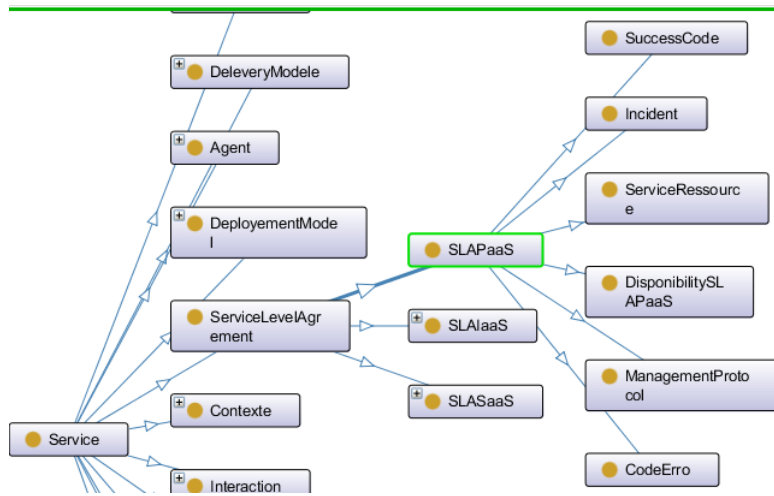 DeleveryModele
Agent
DeployementMode
l
ServiceLevelAgr
eement
Contexte
Interaction
Service
SLAPaaS
SLAIaaS
SLASaaS
SuccessCode
Incident
ServiceRessourc
e
DisponibilitySL
APaaS
ManagementProto
col
CodeErro